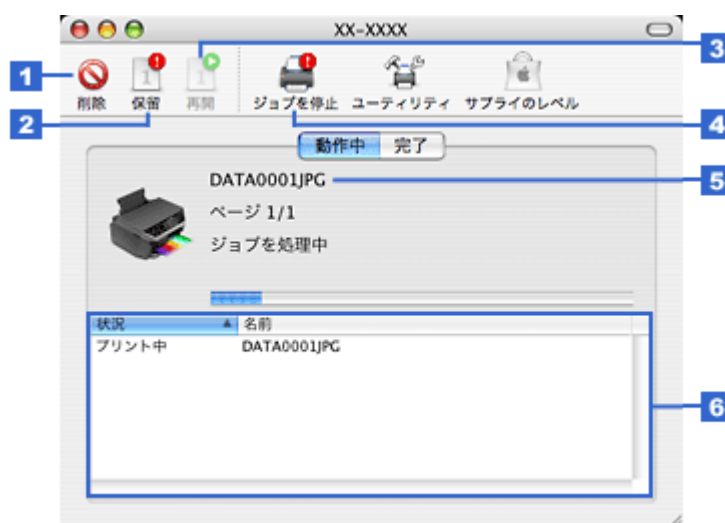 XX-XXXX
1
2
3
4
5
6
削除 保留 再開 ジョブを停止 ユーティリティ サプライのレベル
動作中 完了
DATA0001JPG
ページ 1/1
ジョブを処理中
状況 名前
プリント中 DATA0001JPG